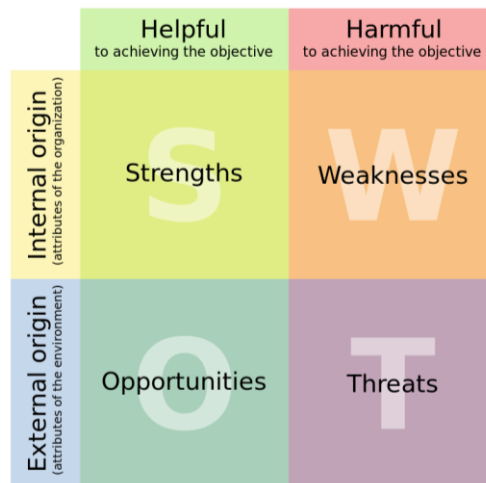 Helpful
to achieving the objective
Harmful
to achieving the objective
Internal origin
(attributes of the organization)
S
Strengths
W
Weaknesses
External origin
(attributes of the environment)
O
Opportunities
T
Threats